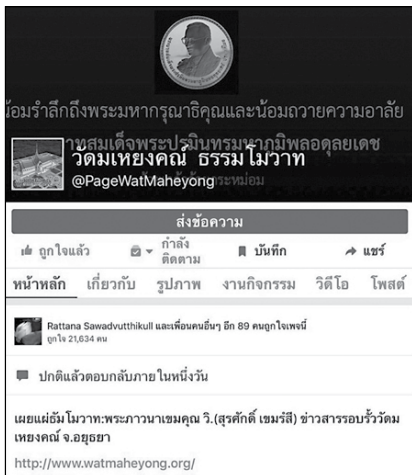 น้อมรำลึกถึงพระมหากรุณาธิคุณและน้อมถวายความอาลัย
สมเด็จพระปรมินทรมหาภูมิพลอดุลยเดช
วัดมเหยงคณ์ ธรรมโมวาท
@PageWatMaheyong
ส่งข้อความ
ถูกใจแล้ว
กำลัง
ติดตาม
บันทึก
แชร์
หน้าหลัก เกี่ยวกับ รูปภาพ งานกิจกรรม วิดีโอ โพสต์
Rattana Sawadvutthikull และเพื่อนคนอื่นๆ อีก 89 คนถูกใจเพจนี้
ถูกใจ 21,634 คน
ปกติแล้วตอบกลับภายในหนึ่งวัน
เผยแผ่ธัมโมวาท:พระภาวนาเขมคุณ วิ.(สุรศักดิ์ เขมรํสี) ข่าวสารรอบรั้ววัดม
เหยงคณ์ จ.อยุธยา
http://www.watmaheyong.org/